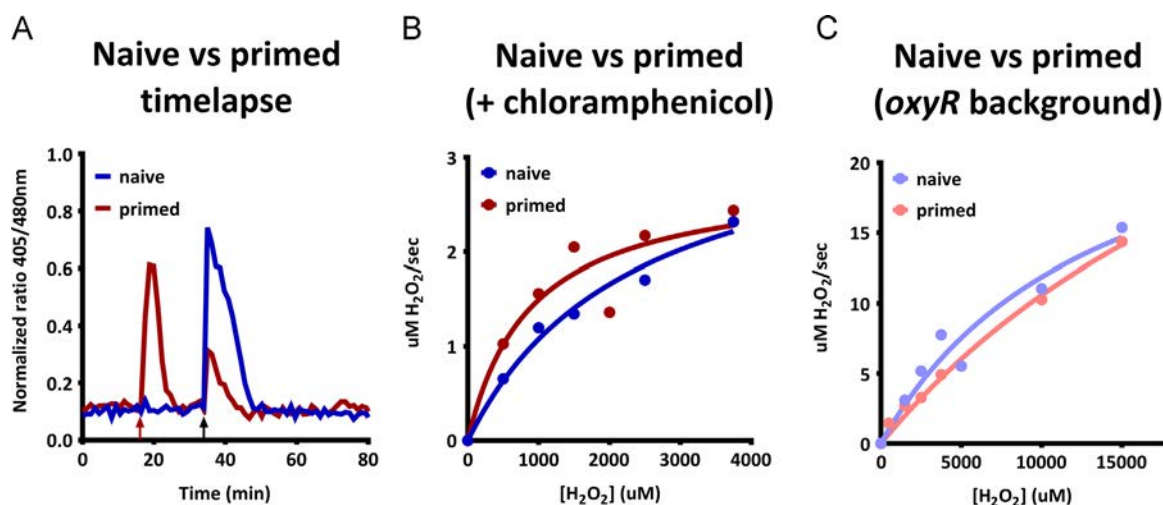 A
Naive vs primed
timelapse
Normalized ratio 405/480nm
1.0
0.8
0.6
0.4
0.2
0.0
naive
primed
0 20 40 60 80
Time (min)
B
Naive vs primed
(+ chloramphenicol)
uM H₂O₂/sec
3
2
1
0
naive
primed
0 1000 2000 3000 4000
[H₂O₂] (uM)
C
Naive vs primed
(oxyR background)
uM H₂O₂/sec
20
15
10
5
0
naive
primed
0 5000 10000 15000
[H₂O₂] (uM)